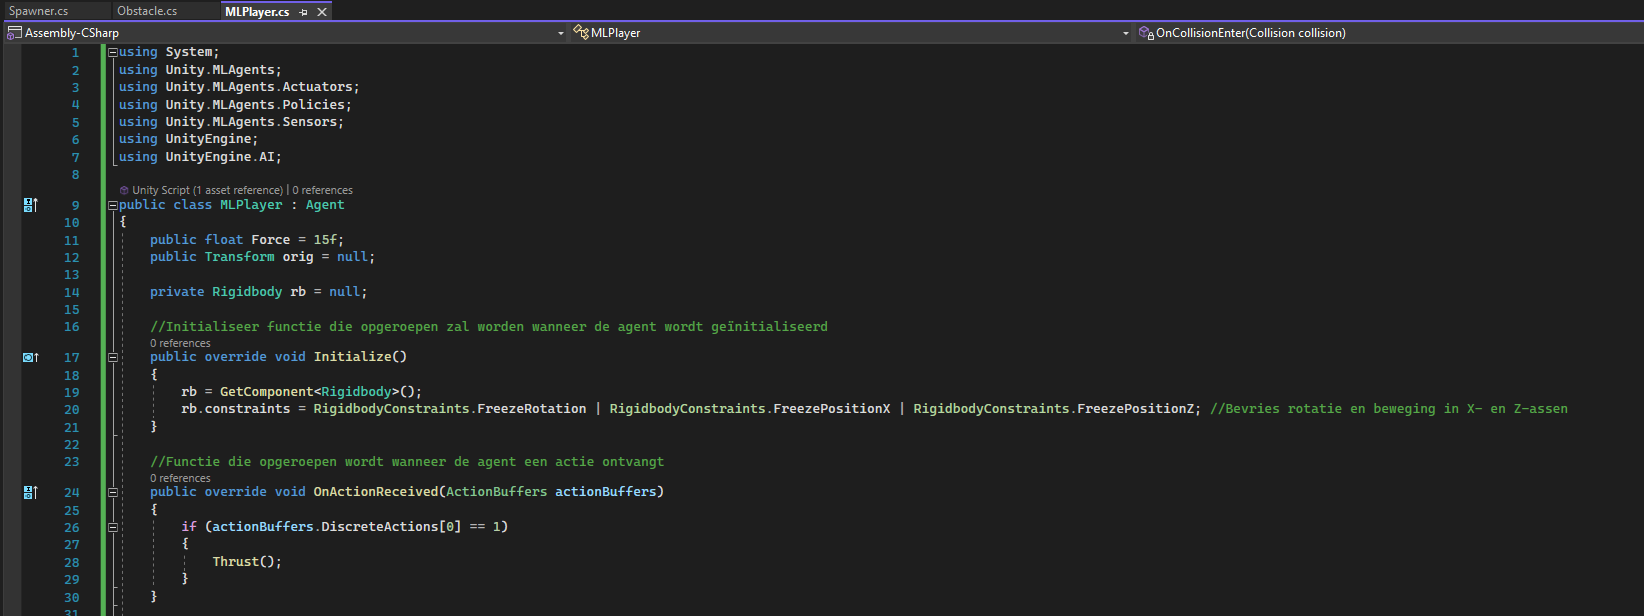 Spawner.cs Obstacle.cs MLPlayer.cs
Assembly-CSharp MLPlayer OnCollisionEnter(Collision collision)
1 using System;
2 using Unity.MLAgents;
3 using Unity.MLAgents.Actuators;
4 using Unity.MLAgents.Policies;
5 using Unity.MLAgents.Sensors;
6 using UnityEngine;
7 using UnityEngine.AI;
8
Unity Script (1 asset reference) | 0 references
9 public class MLPlayer : Agent
10 {
11 public float Force = 15f;
12 public Transform orig = null;
13
14 private Rigidbody rb = null;
15
16 //Initialiseer functie die opgeroepen zal worden wanneer de agent wordt geïnitialiseerd
0 references
17 public override void Initialize()
18 {
19 rb = GetComponent<Rigidbody>();
20 rb.constraints = RigidbodyConstraints.FreezeRotation | RigidbodyConstraints.FreezePositionX | RigidbodyConstraints.FreezePositionZ; //Bevries rotatie en beweging in X- en Z-assen
21 }
22
23 //Functie die opgeroepen wordt wanneer de agent een actie ontvangt
0 references
24 public override void OnActionReceived(ActionBuffers actionBuffers)
25 {
26 if (actionBuffers.DiscreteActions[0] == 1)
27 {
28 Thrust();
29 }
30 }
31